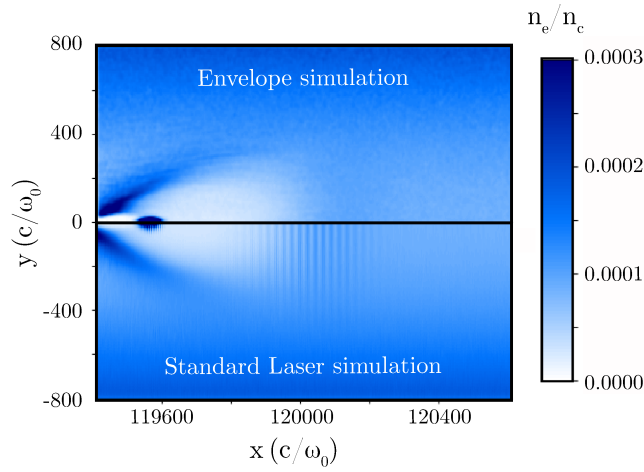 n_e/n_c
800
Envelope simulation
0.0003
400
0.0002
y (c/ω_0)
0
0.0001
-400
Standard Laser simulation
-800
0.0000
119600
120000
120400
x (c/ω_0)